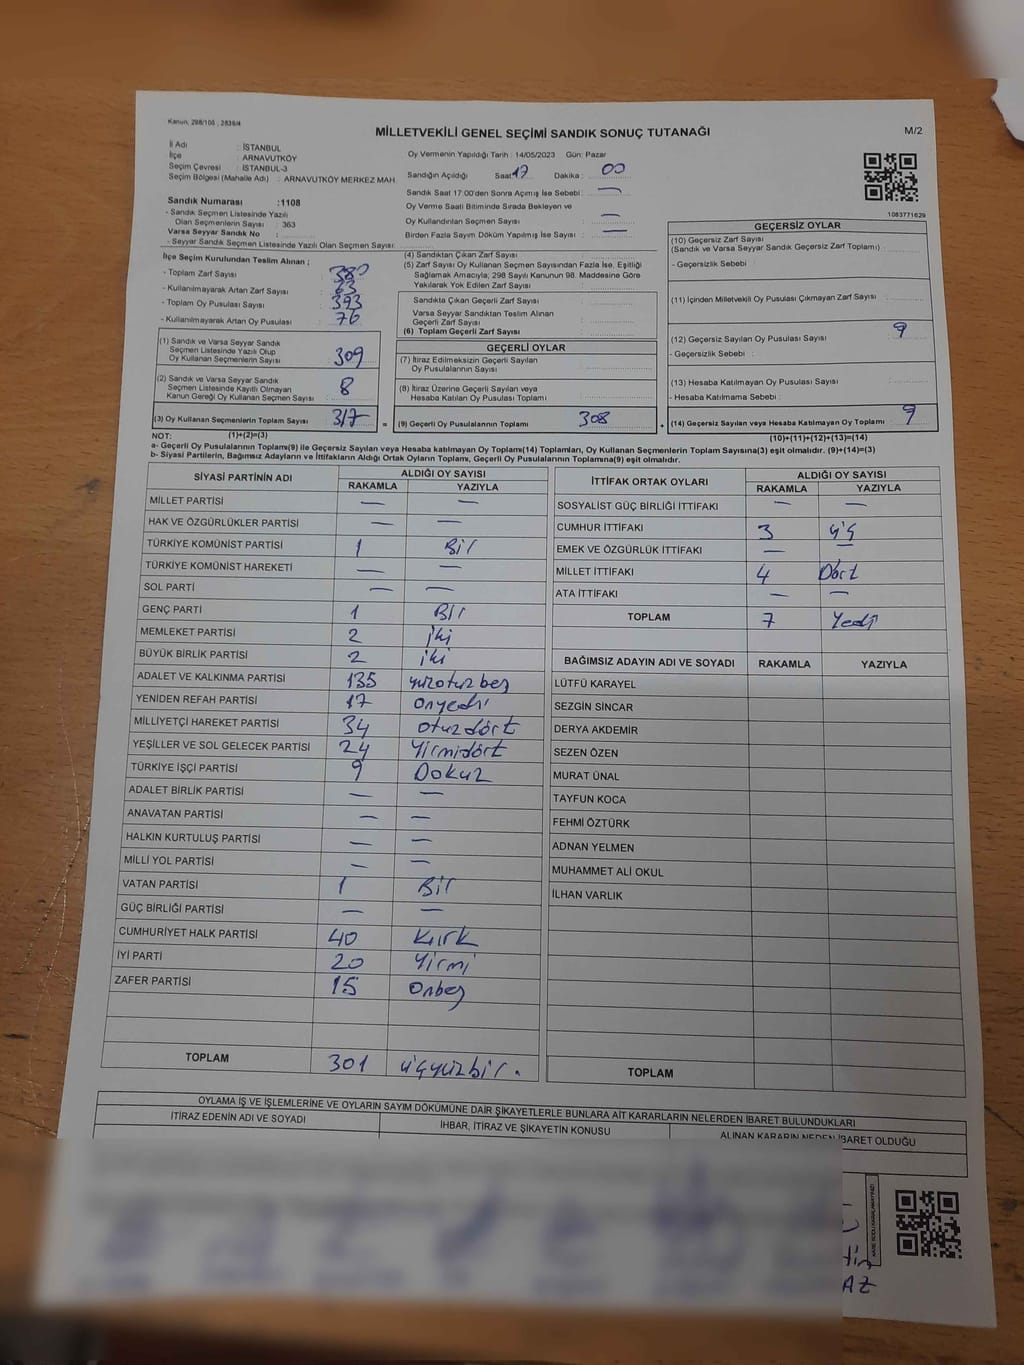 Kanun, 298/105 , 2839/4
MİLLETVEKİLİ GENEL SEÇİMİ SANDIK SONUÇ TUTANAĞI
M/2
İl Adı : İSTANBUL
İlçe : ARNAVUTKÖY
Seçim Çevresi : İSTANBUL-3
Seçim Bölgesi (Mahalle Adı) : ARNAVUTKÖY MERKEZ MAH.
Sandık Numarası :1108
- Sandık Seçmen Listesinde Yazılı
Olan Seçmenlerin Sayısı : 363
Varsa Seyyar Sandık No :
- Seyyar Sandık Seçmen Listesinde Yazılı Olan Seçmen Sayısı:
Oy Vermenin Yapıldığı Tarih : 14/05/2023 Gün: Pazar
Sandığın Açıldığı Saat 17 Dakika : 00
Sandık Saat 17:00'den Sonra Açılmış İse Sebebi : —
Oy Verme Saati Bitiminde Sırada Bekleyen ve
Oy Kullandırılan Seçmen Sayısı : —
Birden Fazla Sayım Döküm Yapılmış İse Sayısı : —
1083771629
İlçe Seçim Kurulundan Teslim Alınan ;
- Toplam Zarf Sayısı : 380
- Kullanılmayarak Artan Zarf Sayısı : 63
- Toplam Oy Pusulası Sayısı : 393
- Kullanılmayarak Artan Oy Pusulası : 76
(1) Sandık ve Varsa Seyyar Sandık
Seçmen Listesinde Yazılı Olup
Oy Kullanan Seçmenlerin Sayısı : 309
(2) Sandık ve Varsa Seyyar Sandık
Seçmen Listesinde Kayıtlı Olmayan
Kanun Gereği Oy Kullanan Seçmen Sayısı : 8
(3) Oy Kullanan Seçmenlerin Toplam Sayısı : 317 =
(4) Sandıktan Çıkan Zarf Sayısı :
(5) Zarf Sayısı Oy Kullanan Seçmen Sayısından Fazla İse, Eşitliği
Sağlamak Amacıyla; 298 Sayılı Kanunun 98. Maddesine Göre
Yakılarak Yok Edilen Zarf Sayısı :
Sandıkta Çıkan Geçerli Zarf Sayısı :
Varsa Seyyar Sandıktan Teslim Alınan
Geçerli Zarf Sayısı :
(6) Toplam Geçerli Zarf Sayısı :
GEÇERLİ OYLAR
(7) İtiraz Edilmeksizin Geçerli Sayılan
Oy Pusulalarının Sayısı :
(8) İtiraz Üzerine Geçerli Sayılan veya
Hesaba Katılan Oy Pusulası Toplamı :
(9) Geçerli Oy Pusulalarının Toplamı : 308 +
GEÇERSİZ OYLAR
(10) Geçersiz Zarf Sayısı
(Sandık ve Varsa Seyyar Sandık Geçersiz Zarf Toplamı) :
- Geçersizlik Sebebi :
(11) İçinden Milletvekili Oy Pusulası Çıkmayan Zarf Sayısı :
(12) Geçersiz Sayılan Oy Pusulası Sayısı : 9
- Geçersizlik Sebebi :
(13) Hesaba Katılmayan Oy Pusulası Sayısı :
- Hesaba Katılmama Sebebi :
(14) Geçersiz Sayılan veya Hesaba Katılmayan Oy Toplamı : 9
NOT: (1)+(2)=(3) (10)+(11)+(12)+(13)=(14)
a- Geçerli Oy Pusulalarının Toplamı(9) ile Geçersiz Sayılan veya Hesaba katılmayan Oy Toplamı(14) Toplamları, Oy Kullanan Seçmenlerin Toplam Sayısına(3) eşit olmalıdır. (9)+(14)=(3)
b- Siyasi Partilerin, Bağımsız Adayların ve İttifakların Aldığı Ortak Oyların Toplamı, Geçerli Oy Pusulalarının Toplamına(9) eşit olmalıdır.
SİYASİ PARTİNİN ADI ALDIĞI OY SAYISI
RAKAMLA YAZIYLA
MİLLET PARTİSİ — —
HAK VE ÖZGÜRLÜKLER PARTİSİ — —
TÜRKİYE KOMÜNİST PARTİSİ 1 Bir
TÜRKİYE KOMÜNİST HAREKETİ — —
SOL PARTİ — —
GENÇ PARTİ 1 Bir
MEMLEKET PARTİSİ 2 iki
BÜYÜK BİRLİK PARTİSİ 2 iki
ADALET VE KALKINMA PARTİSİ 135 yüzotuzbeş
YENİDEN REFAH PARTİSİ 17 onyedi
MİLLİYETÇİ HAREKET PARTİSİ 34 otuzdört
YEŞİLLER VE SOL GELECEK PARTİSİ 24 Yirmidört
TÜRKİYE İŞÇİ PARTİSİ 9 Dokuz
ADALET BİRLİK PARTİSİ — —
ANAVATAN PARTİSİ — —
HALKIN KURTULUŞ PARTİSİ — —
MİLLİ YOL PARTİSİ — —
VATAN PARTİSİ 1 Bir
GÜÇ BİRLİĞİ PARTİSİ — —
CUMHURİYET HALK PARTİSİ 40 Kırk
İYİ PARTİ 20 Yirmi
ZAFER PARTİSİ 15 Onbeş
TOPLAM 301 üçyüzbir.
İTTİFAK ORTAK OYLARI ALDIĞI OY SAYISI
RAKAMLA YAZIYLA
SOSYALİST GÜÇ BİRLİĞİ İTTİFAKI — —
CUMHUR İTTİFAKI 3 üç
EMEK VE ÖZGÜRLÜK İTTİFAKI — —
MİLLET İTTİFAKI 4 Dört
ATA İTTİFAKI — —
TOPLAM 7 Yedi
BAĞIMSIZ ADAYIN ADI VE SOYADI RAKAMLA YAZIYLA
LÜTFÜ KARAYEL
SEZGİN SİNCAR
DERYA AKDEMİR
SEZEN ÖZEN
MURAT ÜNAL
TAYFUN KOCA
FEHMİ ÖZTÜRK
ADNAN YELMEN
MUHAMMET ALİ OKUL
İLHAN VARLIK
TOPLAM
OYLAMA İŞ VE İŞLEMLERİNE VE OYLARIN SAYIM DÖKÜMÜNE DAİR ŞİKAYETLERLE BUNLARA AİT KARARLARIN NELERDEN İBARET BULUNDUKLARI
İTİRAZ EDENİN ADI VE SOYADI İHBAR, İTİRAZ VE ŞİKAYETİN KONUSU ALINAN KARARIN NEDEN İBARET OLDUĞU